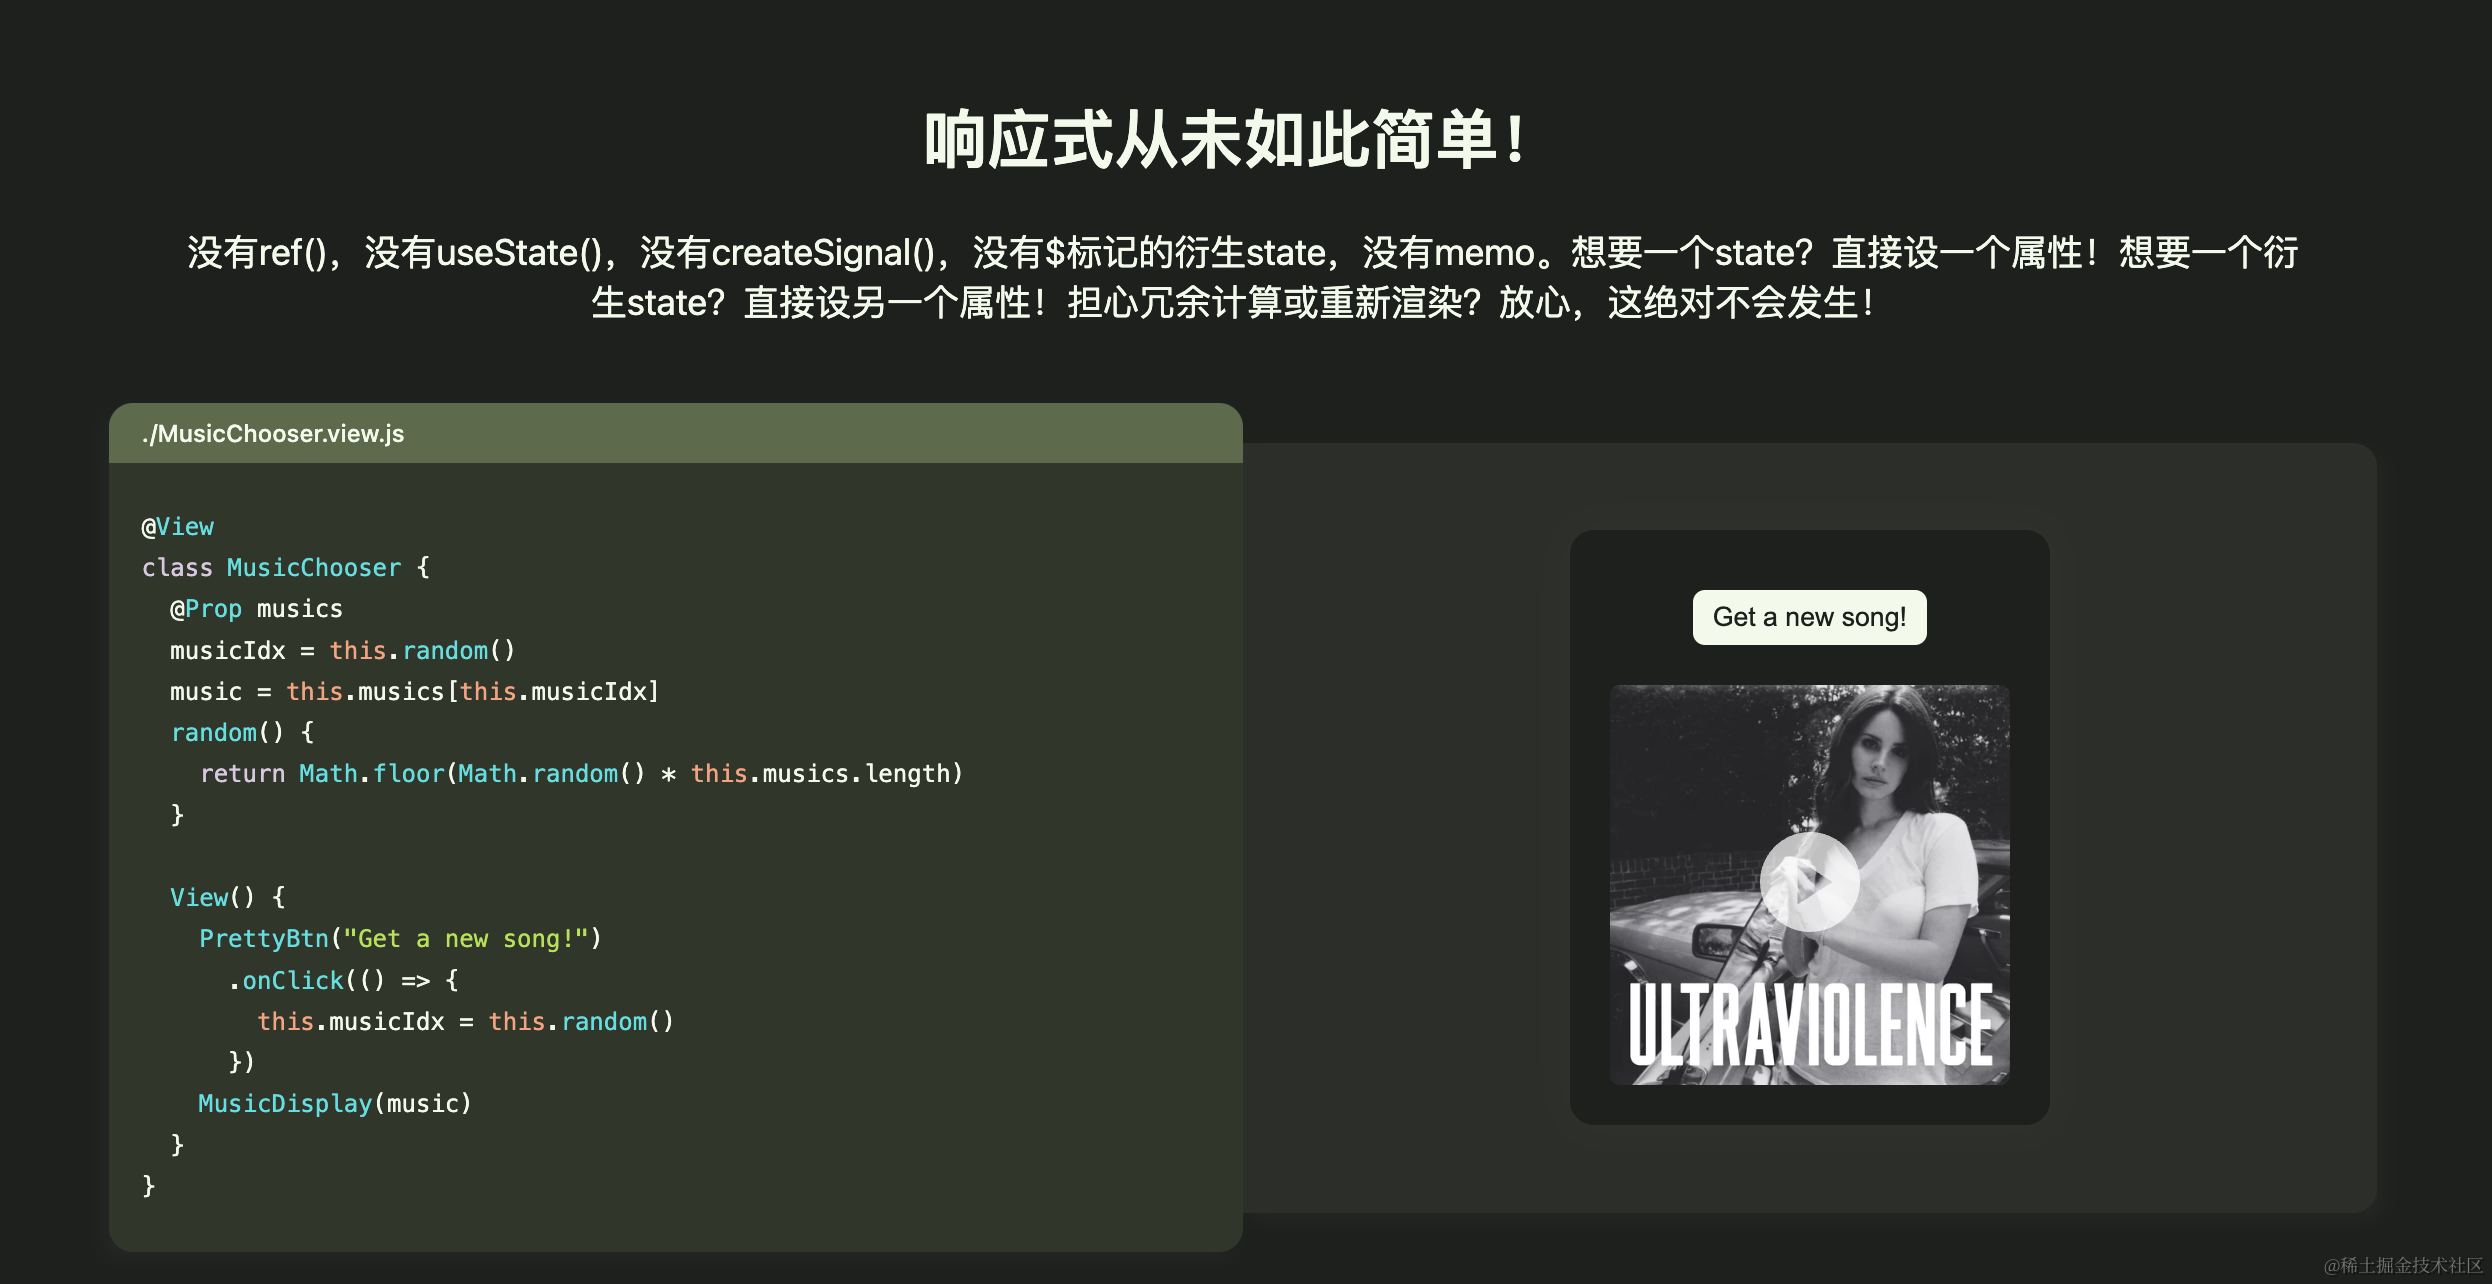 响应式从未如此简单！
没有ref()，没有useState()，没有createSignal()，没有$标记的衍生state，没有memo。想要一个state？直接设一个属性！想要一个衍
生state？直接设另一个属性！担心冗余计算或重新渲染？放心，这绝对不会发生！
./MusicChooser.view.js
@View
class MusicChooser {
  @Prop musics
  musicIdx = this.random()
  music = this.musics[this.musicIdx]
  random() {
    return Math.floor(Math.random() * this.musics.length)
  }
  View() {
    PrettyBtn("Get a new song!")
      .onClick(() => {
        this.musicIdx = this.random()
      })
    MusicDisplay(music)
  }
}
Get a new song!
ULTRAVIOLENCE
@稀土掘金技术社区